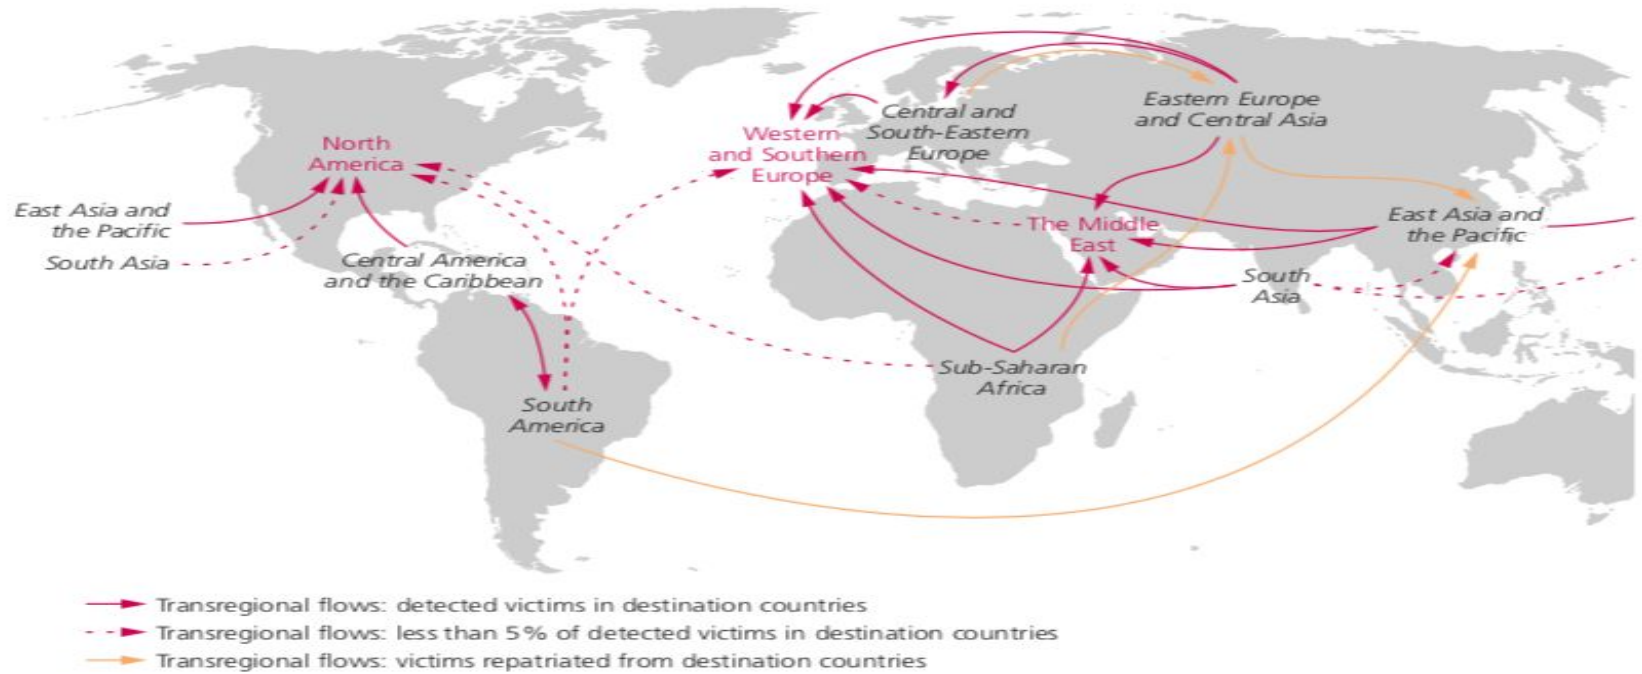 North
America
East Asia and
the Pacific
South Asia
Central America
and the Caribbean
South
America
Western
and Southern
Europe
Central and
South-Eastern
Europe
Eastern Europe
and Central Asia
The Middle
East
East Asia and
the Pacific
South
Asia
Sub-Saharan
Africa
Transregional flows: detected victims in destination countries
Transregional flows: less than 5% of detected victims in destination countries
Transregional flows: victims repatriated from destination countries